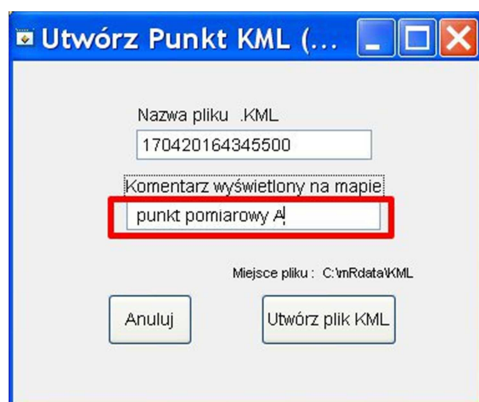 Utwórz Punkt KML (...
Nazwa pliku .KML
170420164345500
Komentarz wyświetlony na mapie
punkt pomiarowy A
Miejsce pliku : C:\mRdata\KML
Anuluj
Utwórz plik KML